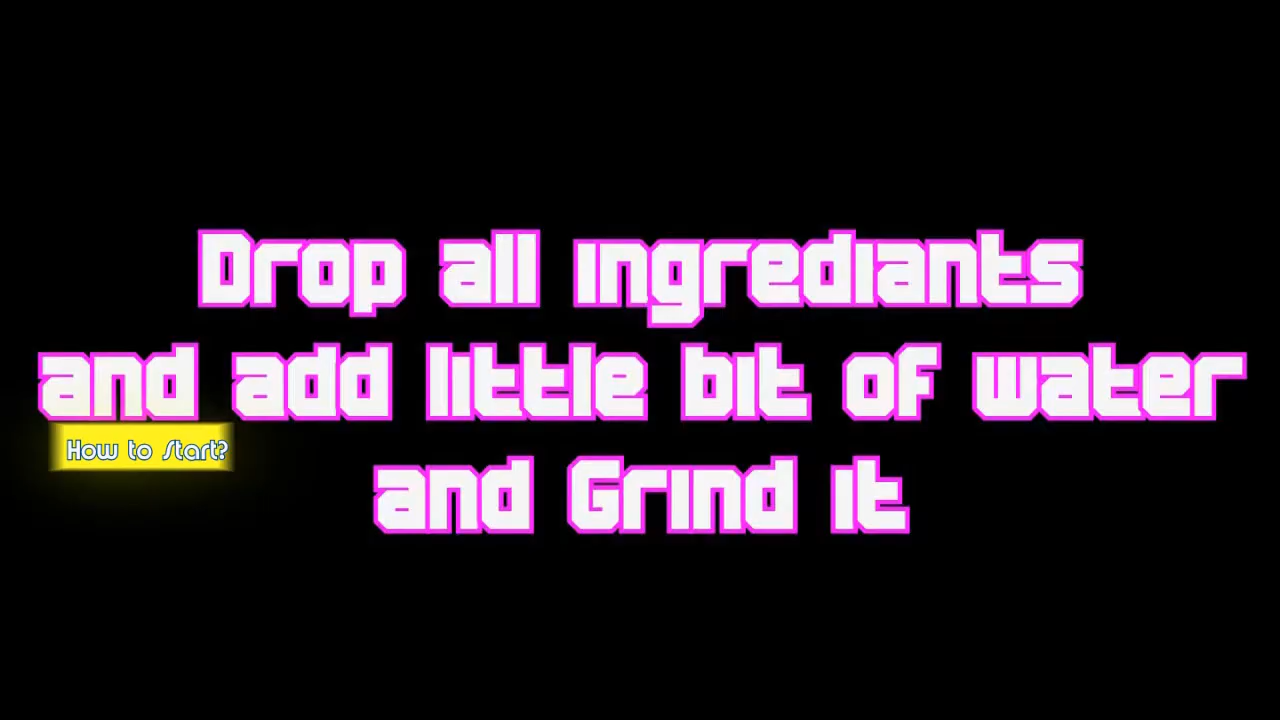 Drop all ingrediants
and add little bit of water
How to Start?
and Grind it